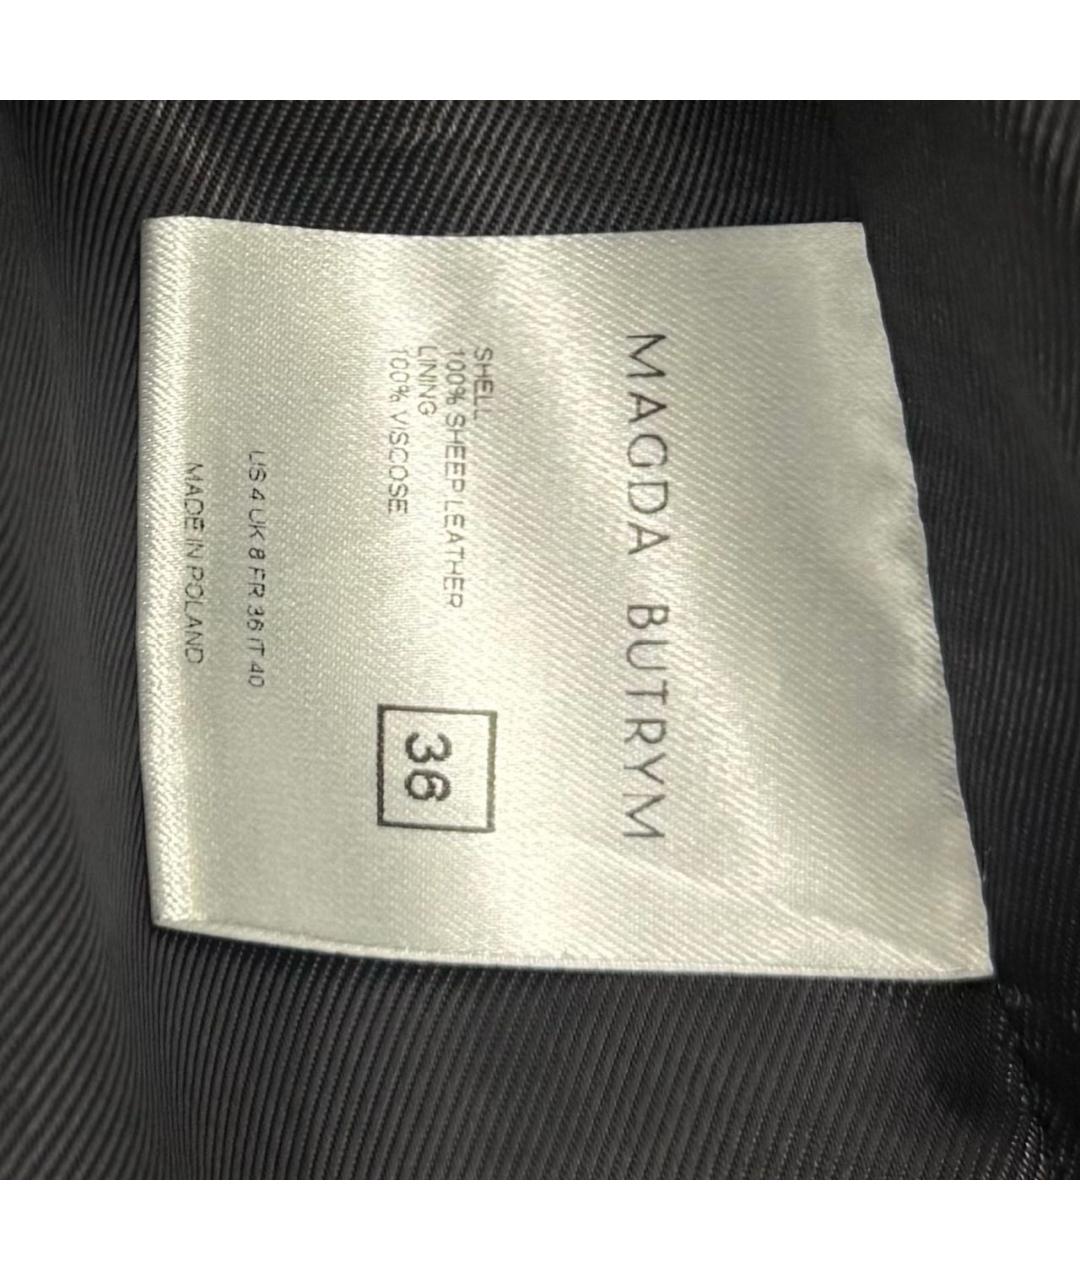 MAGDA BUTRYM
SHELL
100% SHEEP LEATHER
LINING
100% VISCOSE
36
US 4 UK 8 FR 36 IT 40
MADE IN POLAND